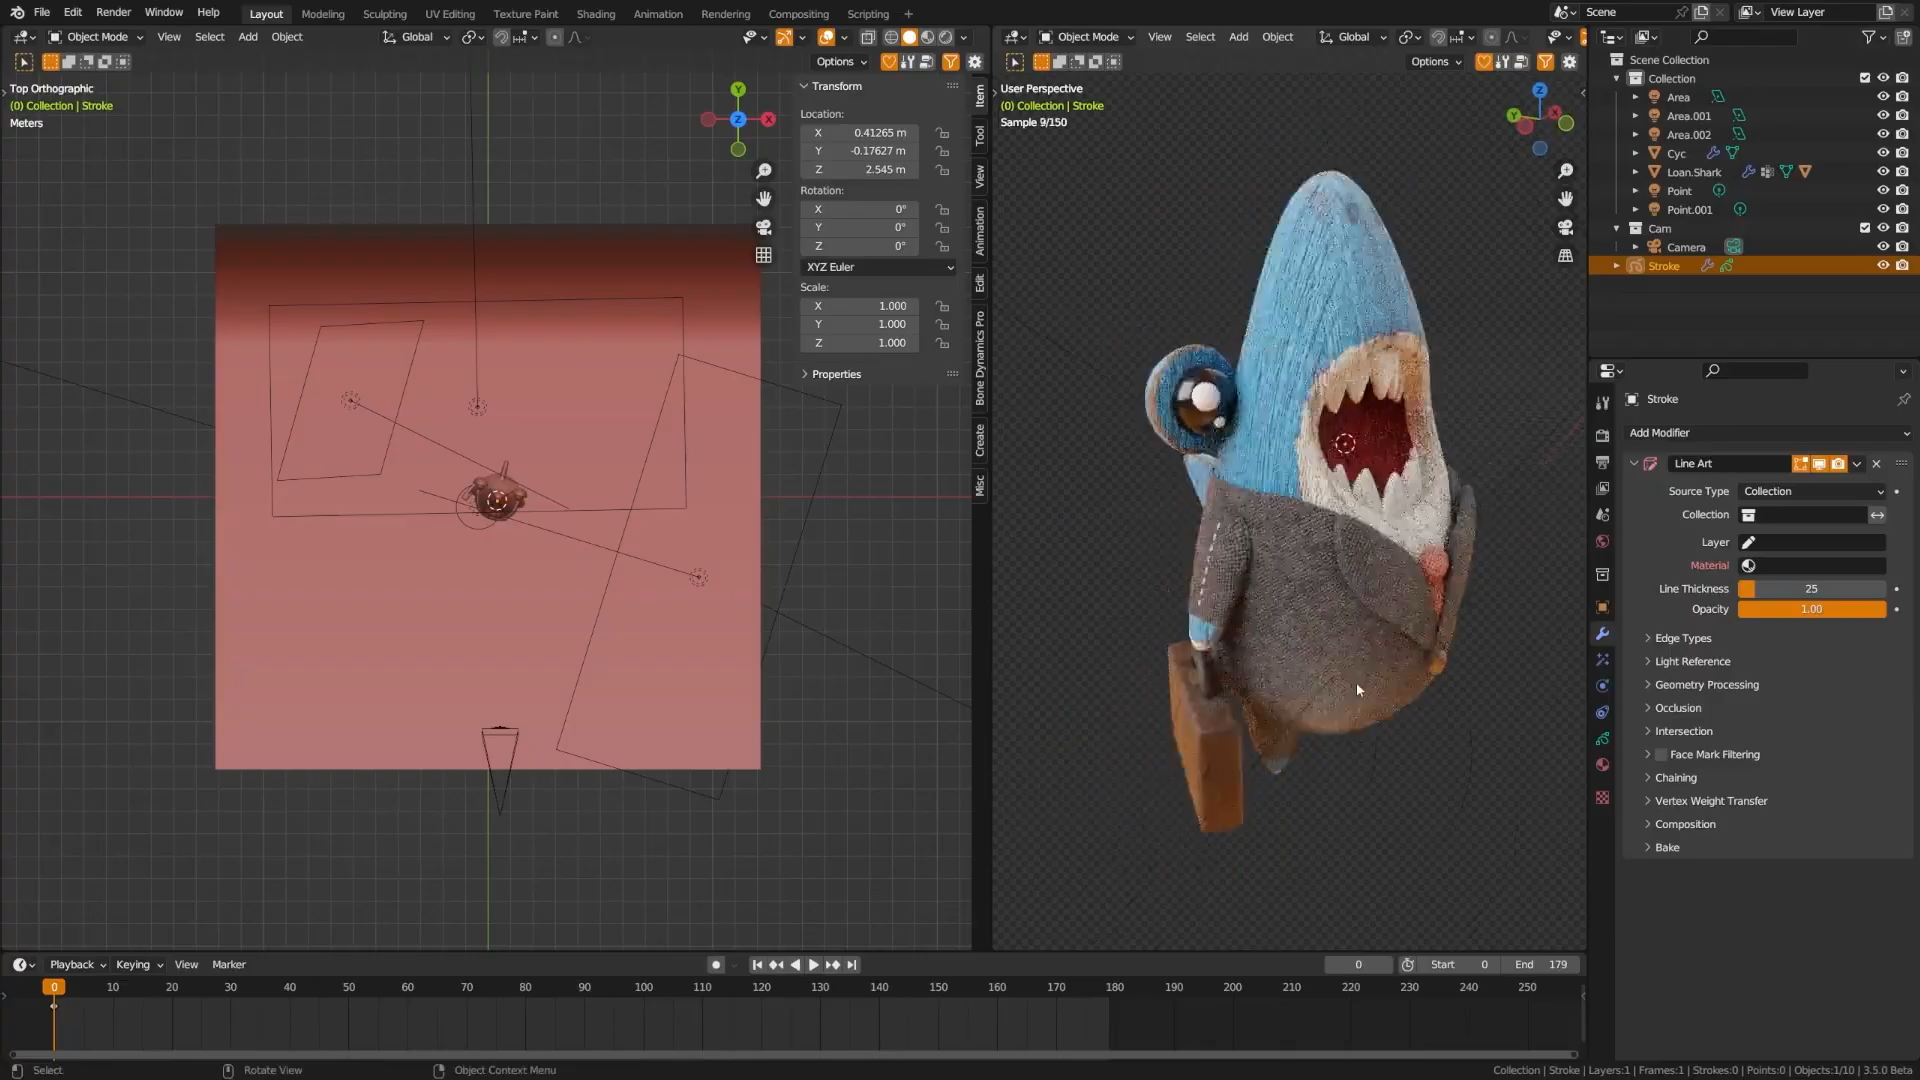 File Edit Render Window Help Layout Modeling Sculpting UV Editing Texture Paint Shading Animation Rendering Compositing Scripting + Scene View Layer
Object Mode View Select Add Object Global
Object Mode View Select Add Object Global
Options
Options
Top Orthographic
(0) Collection | Stroke
Meters
Y
Z
X
Transform
Location:
X 0.41265 m
Y -0.17627 m
Z 2.545 m
Rotation:
X 0°
Y 0°
Z 0°
XYZ Euler
Scale:
X 1.000
Y 1.000
Z 1.000
Properties
Item
Tool
View
Animation
Edit
Bone Dynamics Pro
Create
Misc
User Perspective
(0) Collection | Stroke
Sample 9/150
Z
Y
X
Scene Collection
Collection
Area
Area.001
Area.002
Cyc
Loan.Shark
Point
Point.001
Cam
Camera
Stroke
Stroke
Add Modifier
Line Art
Source Type Collection
Collection
Layer
Material
Line Thickness 25
Opacity 1.00
Edge Types
Light Reference
Geometry Processing
Occlusion
Intersection
Face Mark Filtering
Chaining
Vertex Weight Transfer
Composition
Bake
Playback Keying View Marker 0 Start 0 End 179
0 10 20 30 40 50 60 70 80 90 100 110 120 130 140 150 160 170 180 190 200 210 220 230 240 250
Select Rotate View Object Context Menu Collection | Stroke | Layers:1 | Frames:1 | Strokes:0 | Points:0 | Objects:1/10 | 3.5.0 Beta